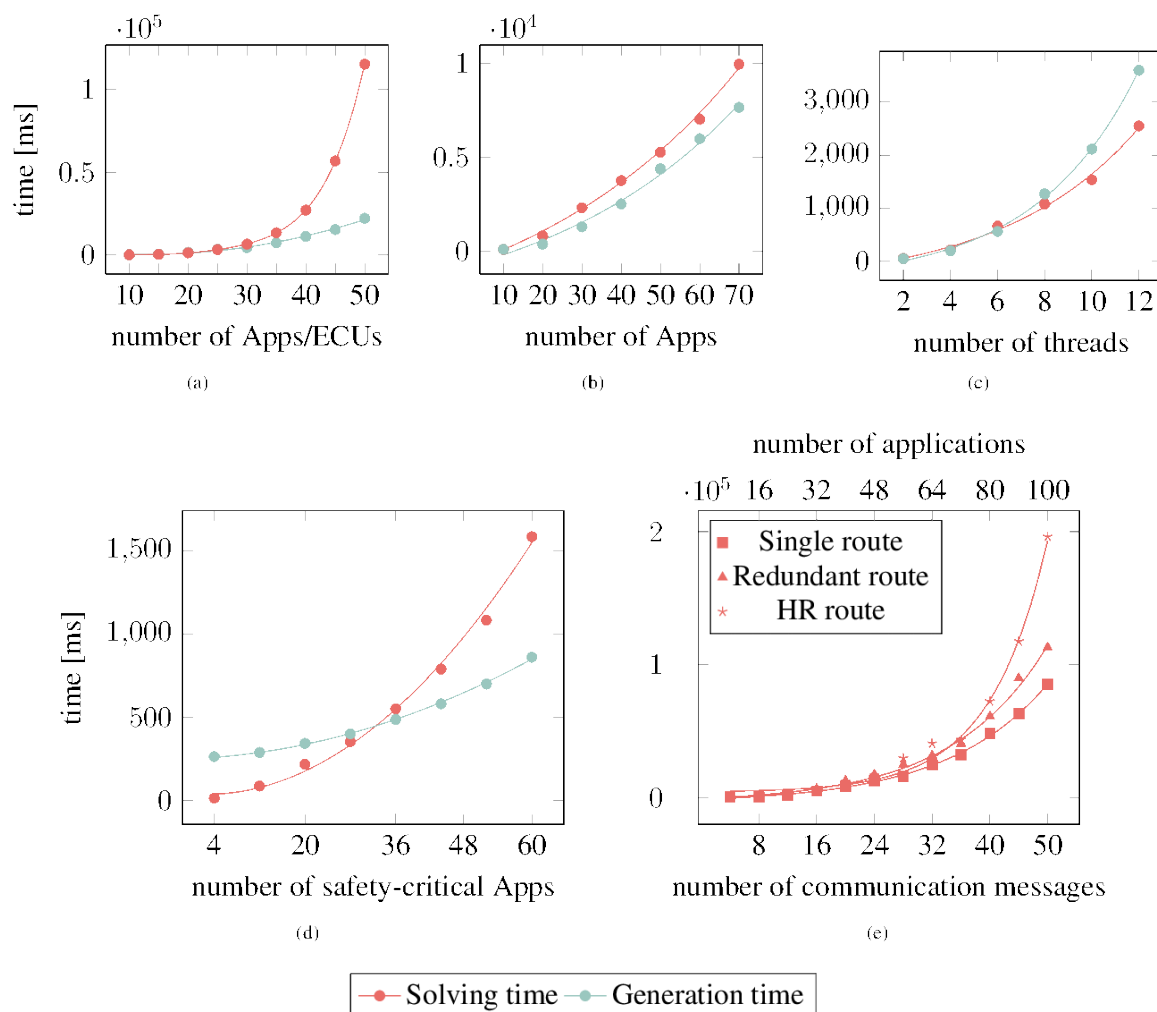 ·10^5
1
0.5
0
time [ms]
10 20 30 40 50
number of Apps/ECUs
(a)
·10^4
1
0.5
0
10 20 30 40 50 60 70
number of Apps
(b)
3,000
2,000
1,000
0
2 4 6 8 10 12
number of threads
(c)
1,500
1,000
500
0
time [ms]
4 20 36 48 60
number of safety-critical Apps
(d)
number of applications
·10^5 16 32 48 64 80 100
2
1
0
Single route
Redundant route
HR route
8 16 24 32 40 50
number of communication messages
(e)
Solving time Generation time